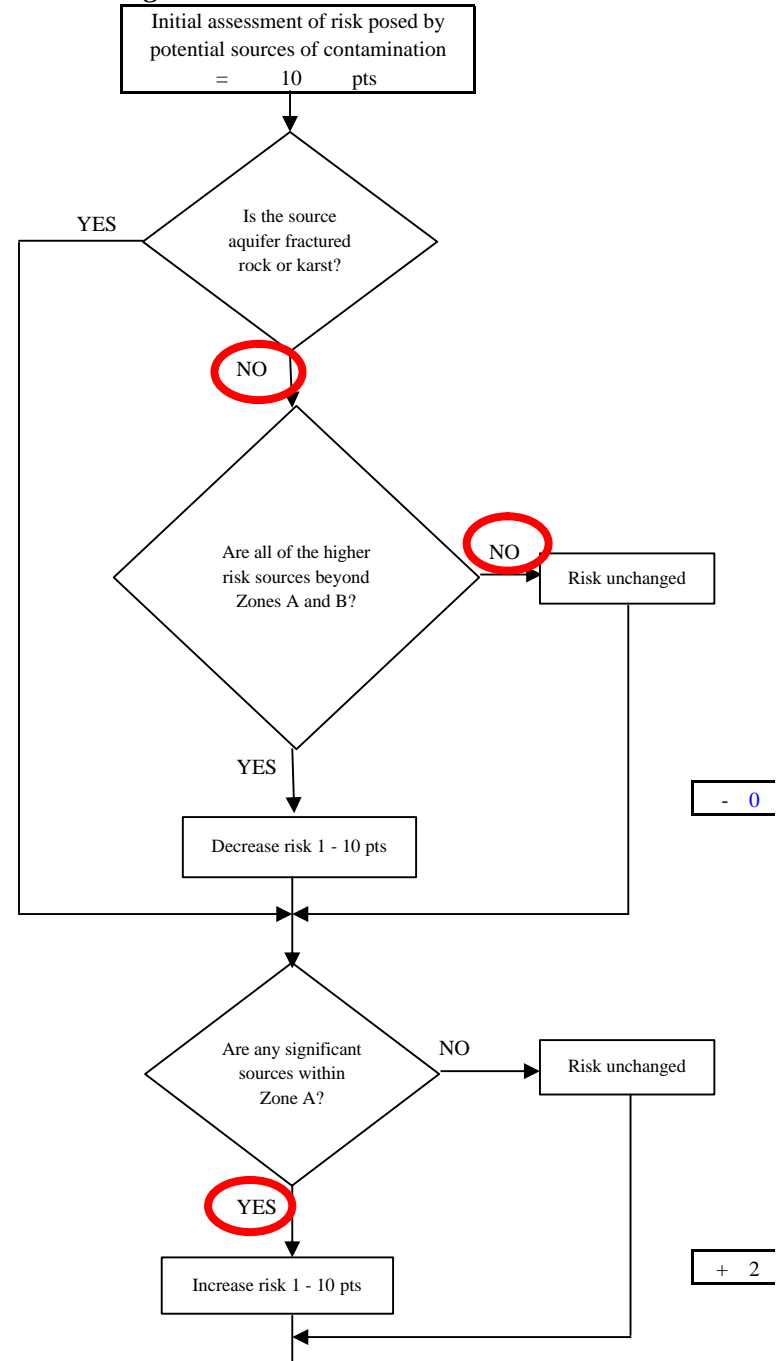 Initial assessment of risk posed by
potential sources of contamination
= 10 pts
YES
Is the source
aquifer fractured
rock or karst?
NO
Are all of the higher
risk sources beyond
Zones A and B?
NO
Risk unchanged
YES
- 0
Decrease risk 1 - 10 pts
Are any significant
sources within
Zone A?
NO
Risk unchanged
YES
+ 2
Increase risk 1 - 10 pts